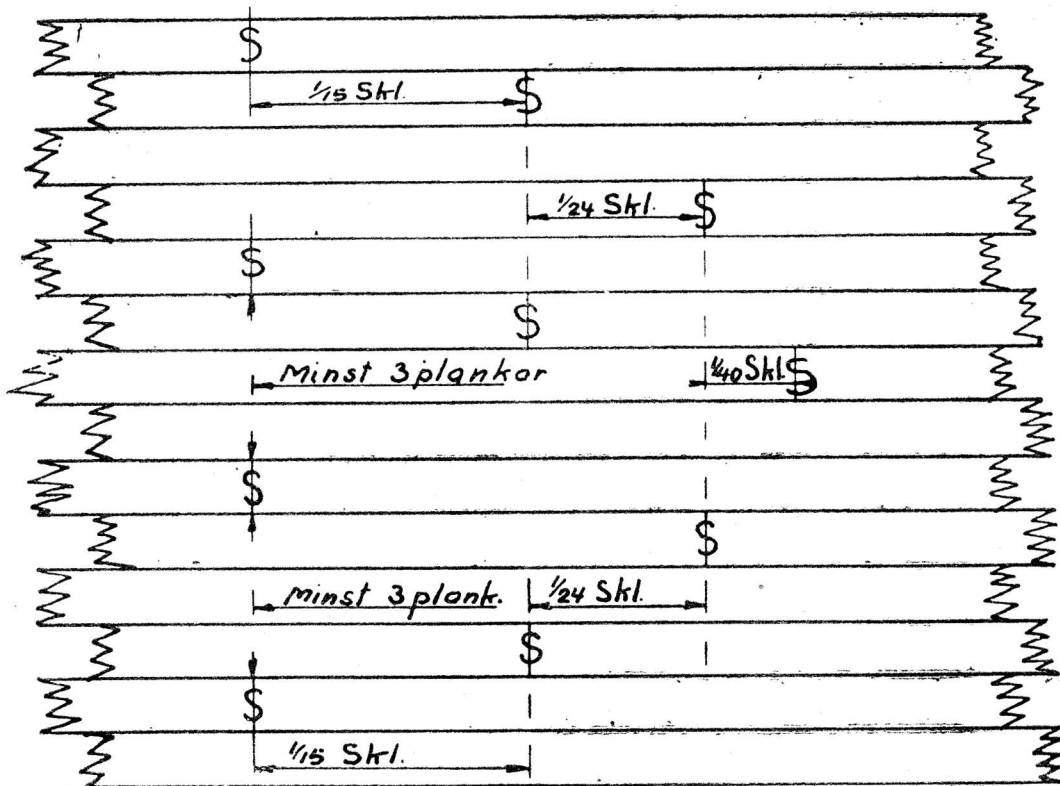 S
1/15 Skl. S
1/24 Skl. S
S
S
Minst 3 plankor 1/40 Skl. S
S
S
Minst 3 plank. 1/24 Skl.
S
S
1/15 Skl.